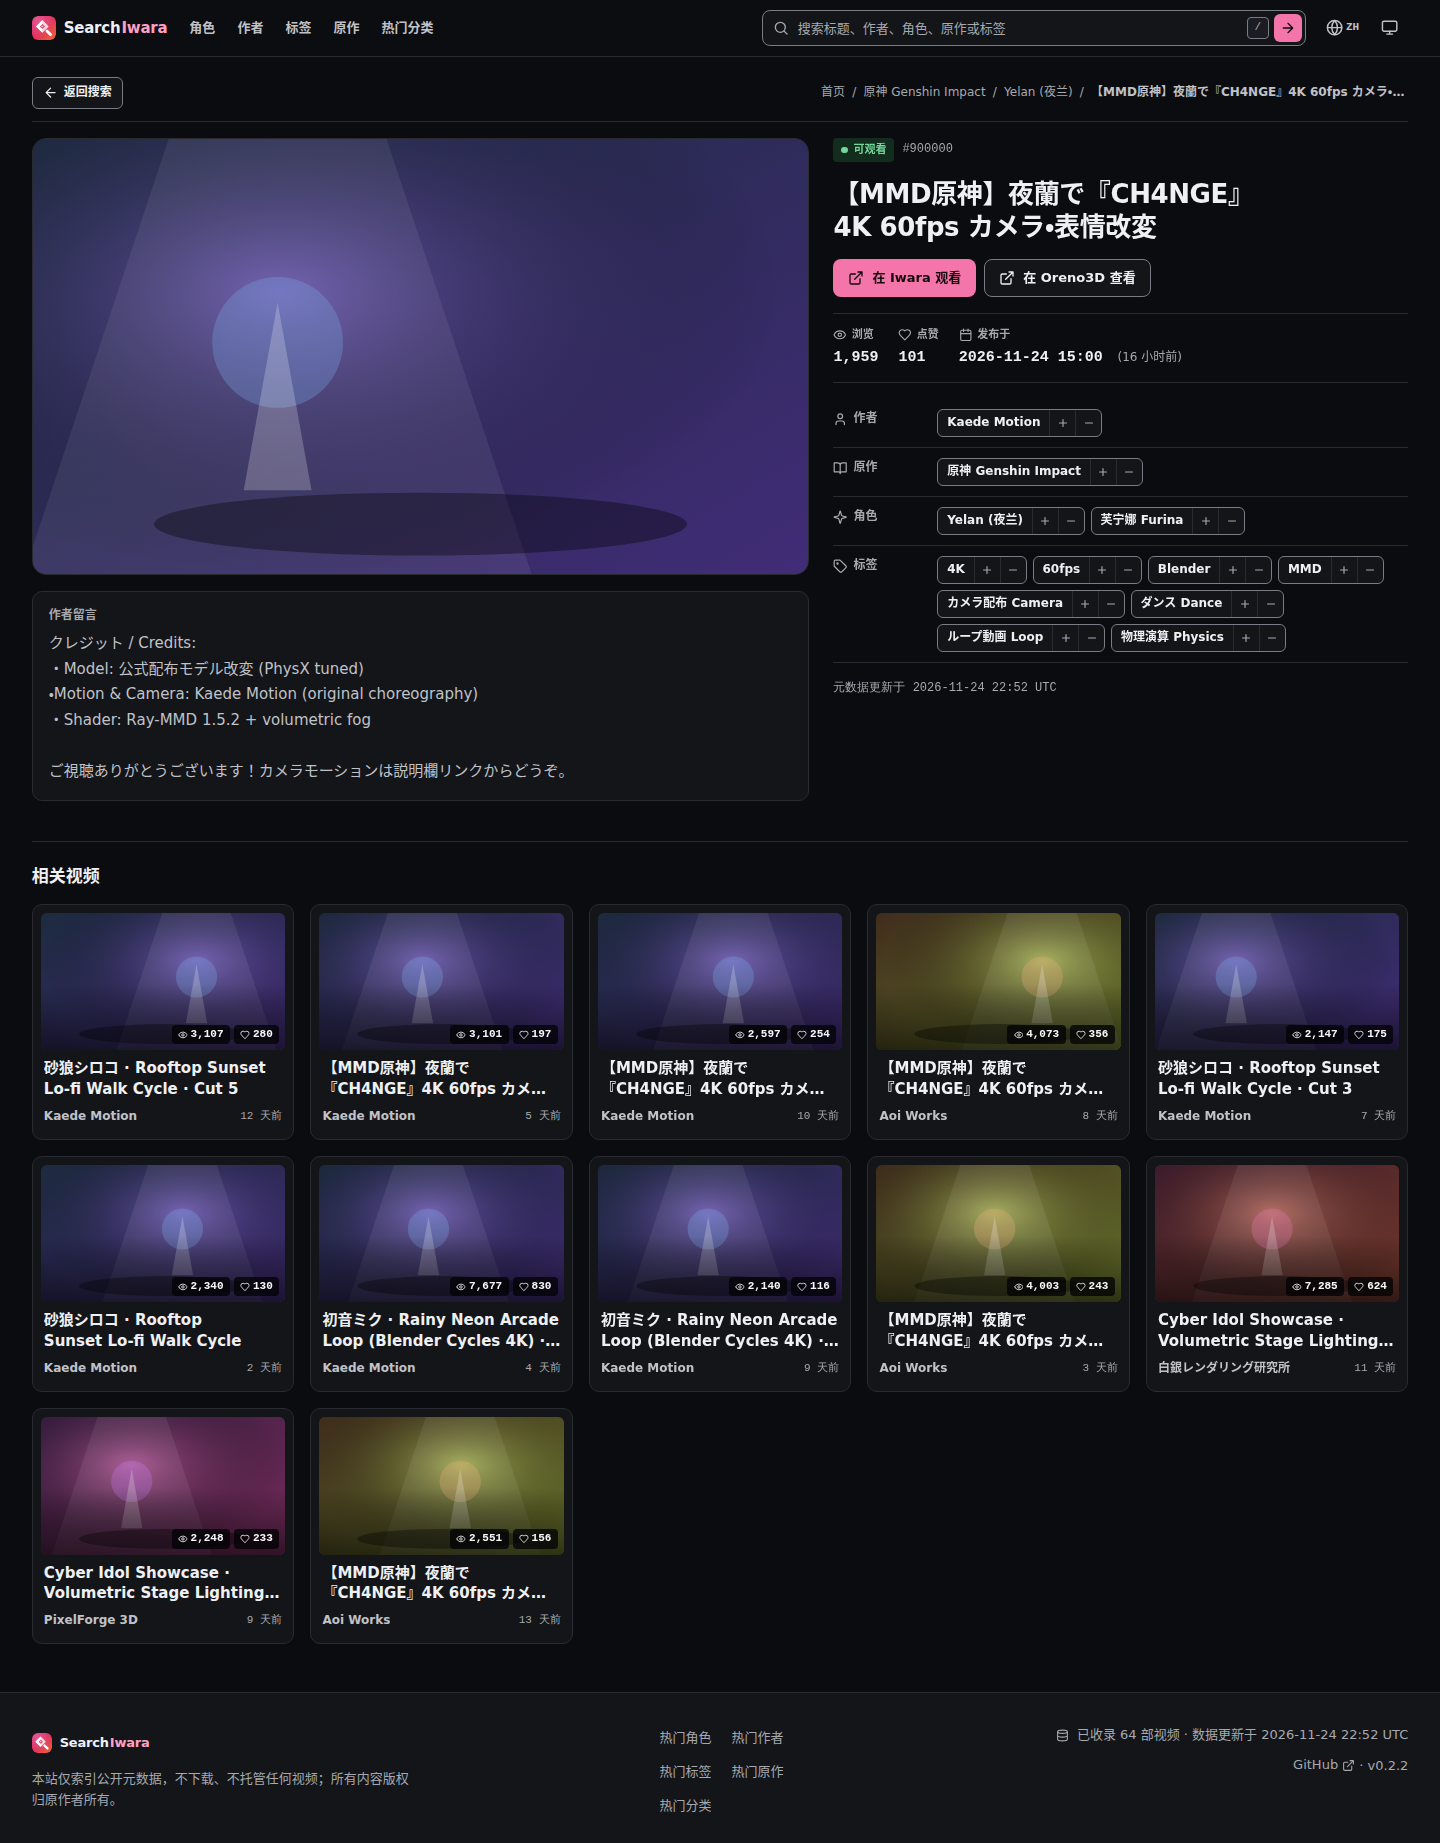 SearchIwara 角色 作者 标签 原作 热门分类 搜索标题、作者、角色、原作或标签 / ZH
返回搜索 首页 / 原神 Genshin Impact / Yelan (夜兰) / 【MMD原神】夜蘭で『CH4NGE』4K 60fps カメラ•...
可观看 #900000
【MMD原神】夜蘭で『CH4NGE』
4K 60fps カメラ•表情改変
在 Iwara 观看 在 Oreno3D 查看
浏览 点赞 发布于
1,959 101 2026-11-24 15:00 (16 小时前)
作者 Kaede Motion + −
原作 原神 Genshin Impact + −
角色 Yelan (夜兰) + − 芙宁娜 Furina + −
标签 4K + − 60fps + − Blender + − MMD + −
カメラ配布 Camera + − ダンス Dance + −
ループ動画 Loop + − 物理演算 Physics + −
元数据更新于 2026-11-24 22:52 UTC
作者留言
クレジット / Credits:
・Model: 公式配布モデル改変 (PhysX tuned)
•Motion & Camera: Kaede Motion (original choreography)
・Shader: Ray-MMD 1.5.2 + volumetric fog
ご視聴ありがとうございます！カメラモーションは説明欄リンクからどうぞ。
相关视频
3,107 280
砂狼シロコ · Rooftop Sunset
Lo-fi Walk Cycle · Cut 5
Kaede Motion 12 天前
3,101 197
【MMD原神】夜蘭で
『CH4NGE』4K 60fps カメ...
Kaede Motion 5 天前
2,597 254
【MMD原神】夜蘭で
『CH4NGE』4K 60fps カメ...
Kaede Motion 10 天前
4,073 356
【MMD原神】夜蘭で
『CH4NGE』4K 60fps カメ...
Aoi Works 8 天前
2,147 175
砂狼シロコ · Rooftop Sunset
Lo-fi Walk Cycle · Cut 3
Kaede Motion 7 天前
2,340 130
砂狼シロコ · Rooftop
Sunset Lo-fi Walk Cycle
Kaede Motion 2 天前
7,677 830
初音ミク · Rainy Neon Arcade
Loop (Blender Cycles 4K) ·...
Kaede Motion 4 天前
2,140 116
初音ミク · Rainy Neon Arcade
Loop (Blender Cycles 4K) ·...
Kaede Motion 9 天前
4,003 243
【MMD原神】夜蘭で
『CH4NGE』4K 60fps カメ...
Aoi Works 3 天前
7,285 624
Cyber Idol Showcase ·
Volumetric Stage Lighting...
白銀レンダリング研究所 11 天前
2,248 233
Cyber Idol Showcase ·
Volumetric Stage Lighting...
PixelForge 3D 9 天前
2,551 156
【MMD原神】夜蘭で
『CH4NGE』4K 60fps カメ...
Aoi Works 13 天前
SearchIwara
本站仅索引公开元数据，不下载、不托管任何视频；所有内容版权
归原作者所有。
热门角色 热门作者
热门标签 热门原作
热门分类
已收录 64 部视频 · 数据更新于 2026-11-24 22:52 UTC
GitHub · v0.2.2